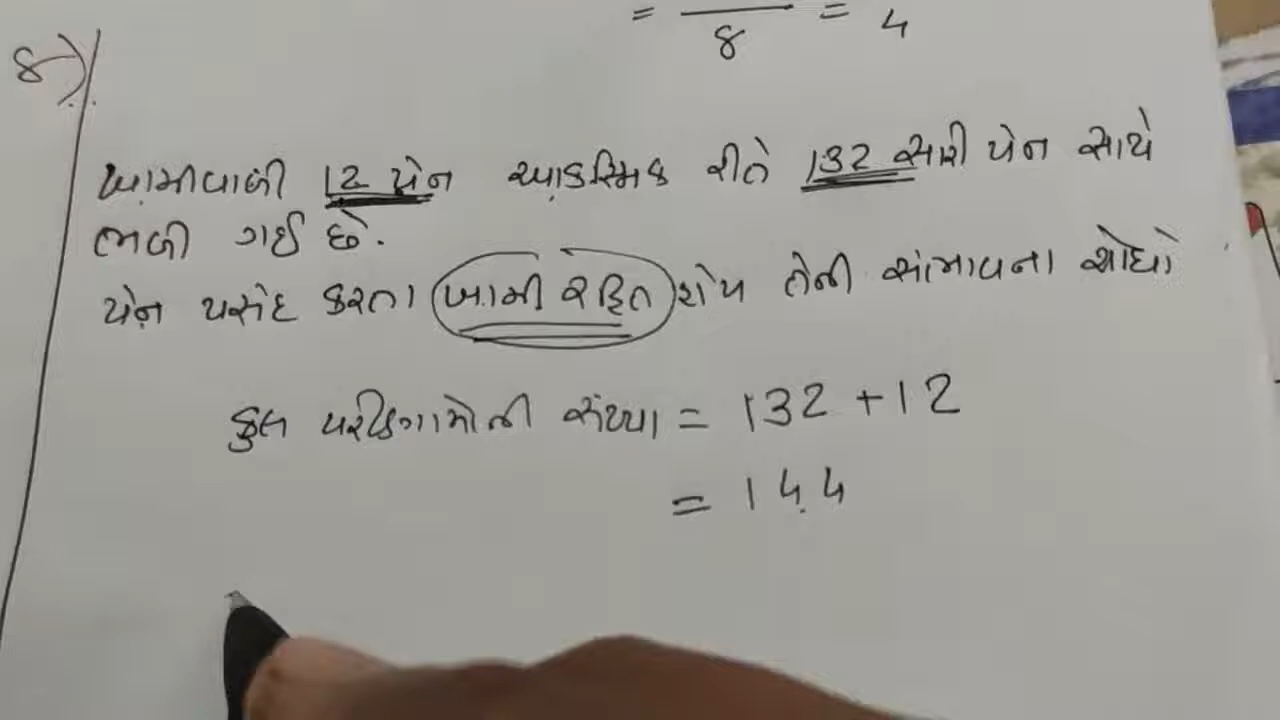 = — = 4
8
8)
ખામીવાળી 12 પેન આકસ્મિક રીતે 132 સારી પેન સાથે
ભળી ગઈ છે.
પેન પસંદ કરતા ખામી રહિત હોય તેની સંભાવના શોધો
કુલ પરીણામોની સંખ્યા = 132 + 12
= 144